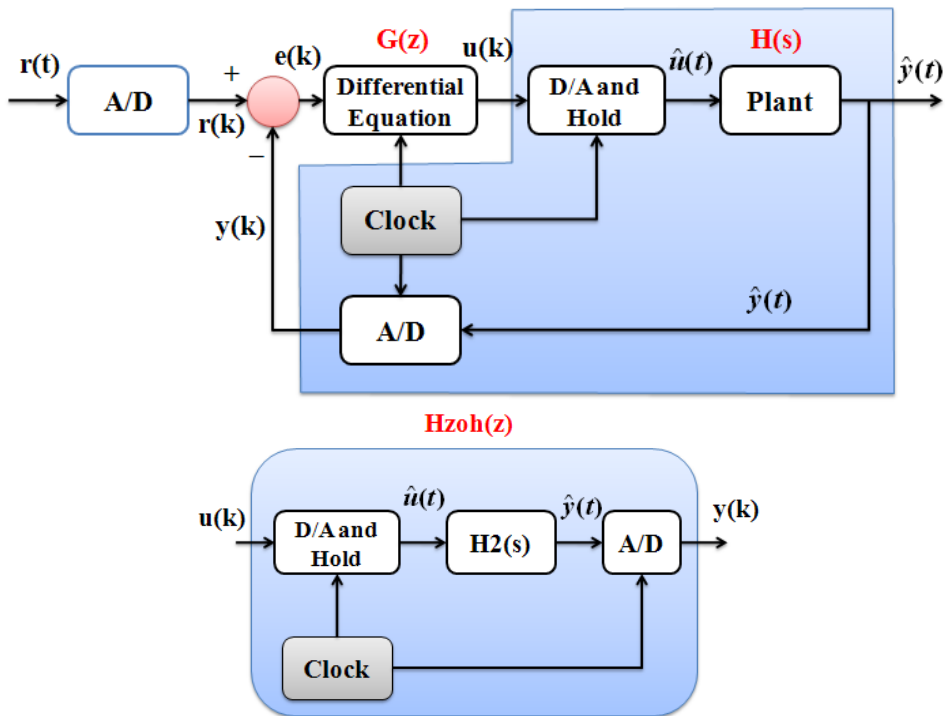 G(z)
H(s)
r(t)
A/D
+
r(k)
e(k)
Differential
Equation
u(k)
D/A and
Hold
û(t)
Plant
ŷ(t)
−
y(k)
Clock
A/D
ŷ(t)
Hzoh(z)
u(k)
D/A and
Hold
û(t)
H2(s)
ŷ(t)
A/D
y(k)
Clock